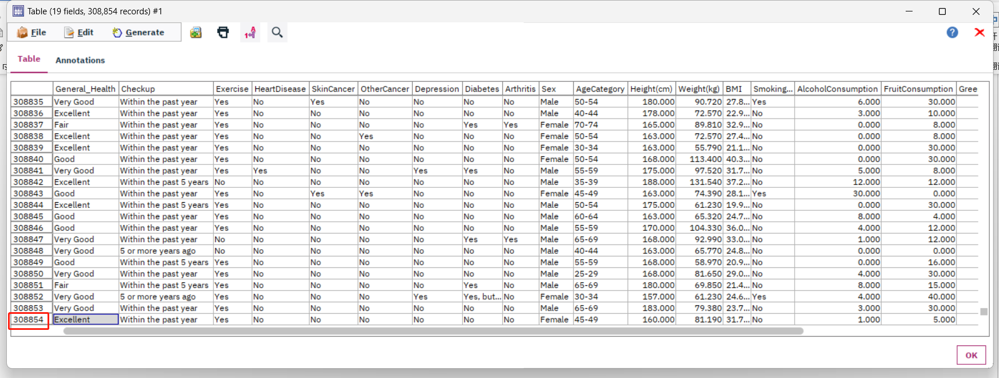 Table (19 fields, 308,854 records) #1
File Edit Generate
Table Annotations
General_Health Checkup Exercise HeartDisease SkinCancer OtherCancer Depression Diabetes Arthritis Sex AgeCategory Height(cm) Weight(kg) BMI Smoking... AlcoholConsumption FruitConsumption Gree
308835 Very Good Within the past year Yes No Yes No No No No Male 50-54 180.000 90.720 27.8... Yes 6.000 30.000
308836 Excellent Within the past year Yes No No No No No No Male 40-44 178.000 72.570 22.9... No 3.000 10.000
308837 Fair Within the past year Yes No No No No Yes Yes Female 70-74 165.000 89.810 32.9... No 0.000 8.000
308838 Excellent Within the past year Yes No No Yes No No No Female 50-54 163.000 72.570 27.4... No 0.000 8.000
308839 Excellent Within the past year Yes No No No No No No Female 30-34 163.000 55.790 21.1... No 0.000 30.000
308840 Good Within the past year Yes No No No No No No Female 50-54 168.000 113.400 40.3... No 0.000 30.000
308841 Very Good Within the past year Yes Yes No No Yes Yes No Male 55-59 175.000 97.520 31.7... No 5.000 8.000
308842 Excellent Within the past 5 years No No No No No No No Male 35-39 188.000 131.540 37.2... No 12.000 12.000
308843 Good Within the past year Yes No Yes Yes No No No Female 45-49 163.000 74.390 28.1... Yes 30.000 0.000
308844 Excellent Within the past 5 years Yes No No No No No No Male 50-54 175.000 61.230 19.9... No 0.000 30.000
308845 Good Within the past year Yes No No No No No No Male 60-64 163.000 65.320 24.7... No 8.000 4.000
308846 Good Within the past year Yes No No No No No No Male 55-59 170.000 104.330 36.0... No 4.000 12.000
308847 Very Good Within the past year No No No No No Yes Yes Male 65-69 168.000 92.990 33.0... No 1.000 12.000
308848 Very Good 5 or more years ago No No No No No No No Male 40-44 163.000 65.770 24.8... No 0.000 0.000
308849 Good Within the past 5 years Yes No No No No No No Male 55-59 168.000 58.970 20.9... No 0.000 16.000
308850 Very Good Within the past year Yes No No No No No No Male 25-29 168.000 81.650 29.0... No 4.000 30.000
308851 Fair Within the past 5 years Yes No No No No Yes No Male 65-69 180.000 69.850 21.4... No 8.000 15.000
308852 Very Good 5 or more years ago Yes No No No Yes Yes, but... No Female 30-34 157.000 61.230 24.6... Yes 4.000 40.000
308853 Very Good Within the past year Yes No No No No No No Male 65-69 183.000 79.380 23.7... No 3.000 30.000
308854 Excellent Within the past year Yes No No No No No No Female 45-49 160.000 81.190 31.7... No 1.000 5.000
OK